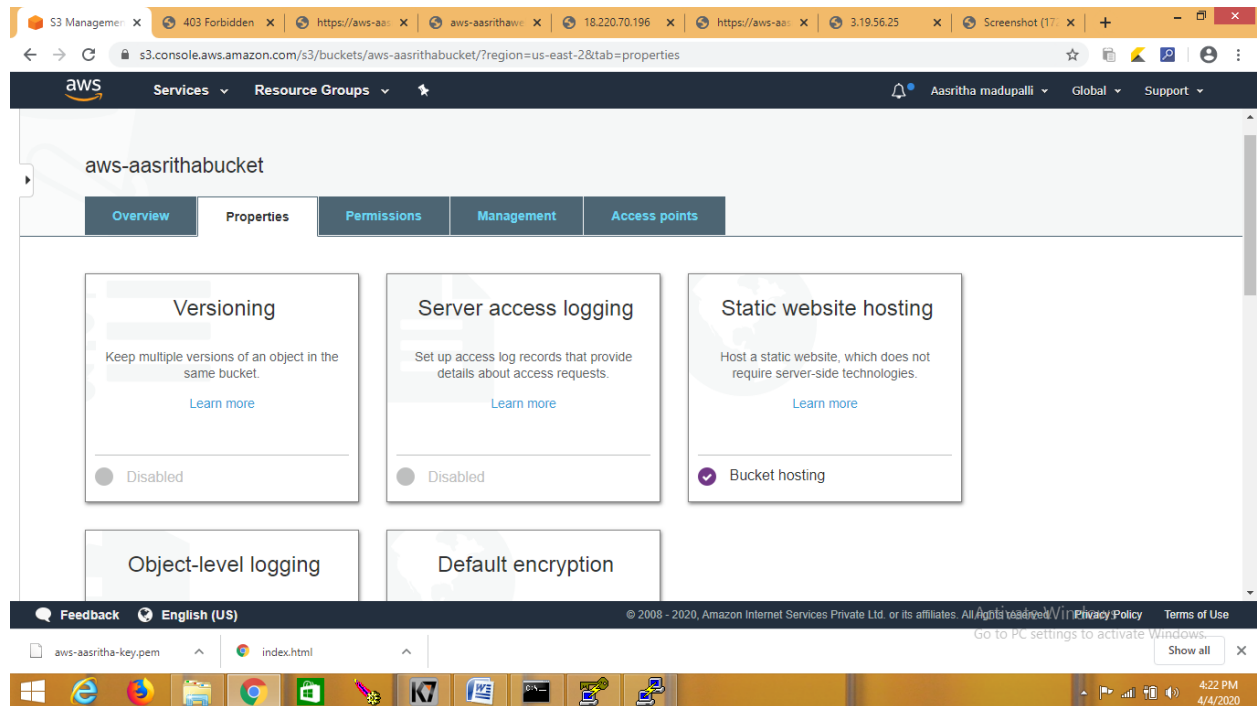 S3 Managemen
403 Forbidden
https://aws-aas
aws-aasrithawe
18.220.70.196
https://aws-aas
3.19.56.25
Screenshot (172
s3.console.aws.amazon.com/s3/buckets/aws-aasrithabucket/?region=us-east-2&tab=properties
aws
Services
Resource Groups
Aasritha madupalli
Global
Support
aws-aasrithabucket
Overview
Properties
Permissions
Management
Access points
Versioning
Keep multiple versions of an object in the
same bucket.
Learn more
Disabled
Server access logging
Set up access log records that provide
details about access requests.
Learn more
Disabled
Static website hosting
Host a static website, which does not
require server-side technologies.
Learn more
Bucket hosting
Object-level logging
Default encryption
Feedback
English (US)
© 2008 - 2020, Amazon Internet Services Private Ltd. or its affiliates. All rights reserved.
Privacy Policy
Terms of Use
Activate Windows
Go to PC settings to activate Windows.
aws-aasritha-key.pem
index.html
Show all
K7
4:22 PM
4/4/2020